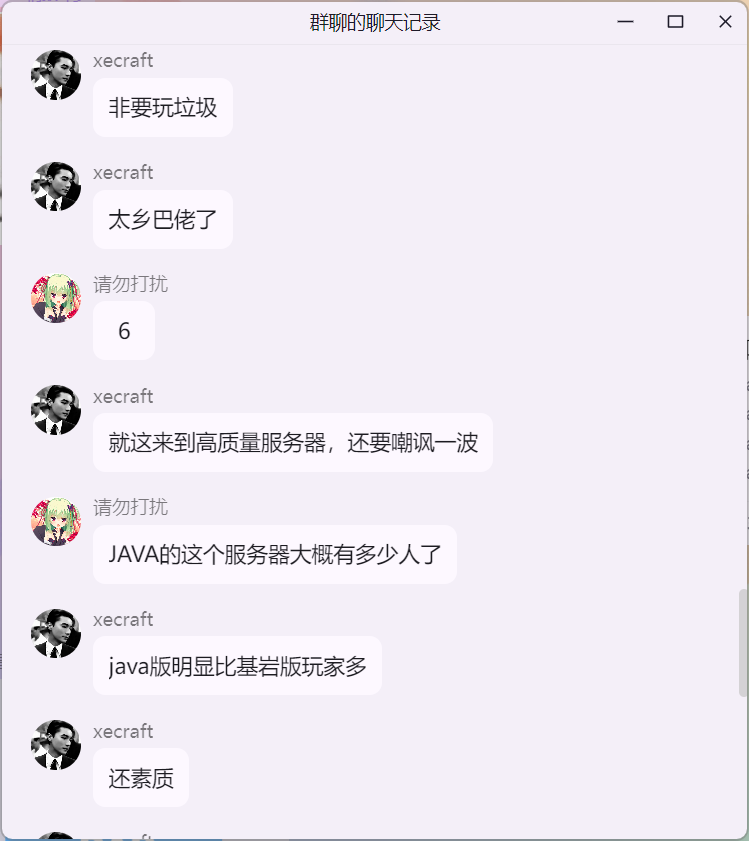 群聊的聊天记录
xecraft
非要玩垃圾
xecraft
太乡巴佬了
请勿打扰
6
xecraft
就这来到高质量服务器，还要嘲讽一波
请勿打扰
JAVA的这个服务器大概有多少人了
xecraft
java版明显比基岩版玩家多
xecraft
还素质